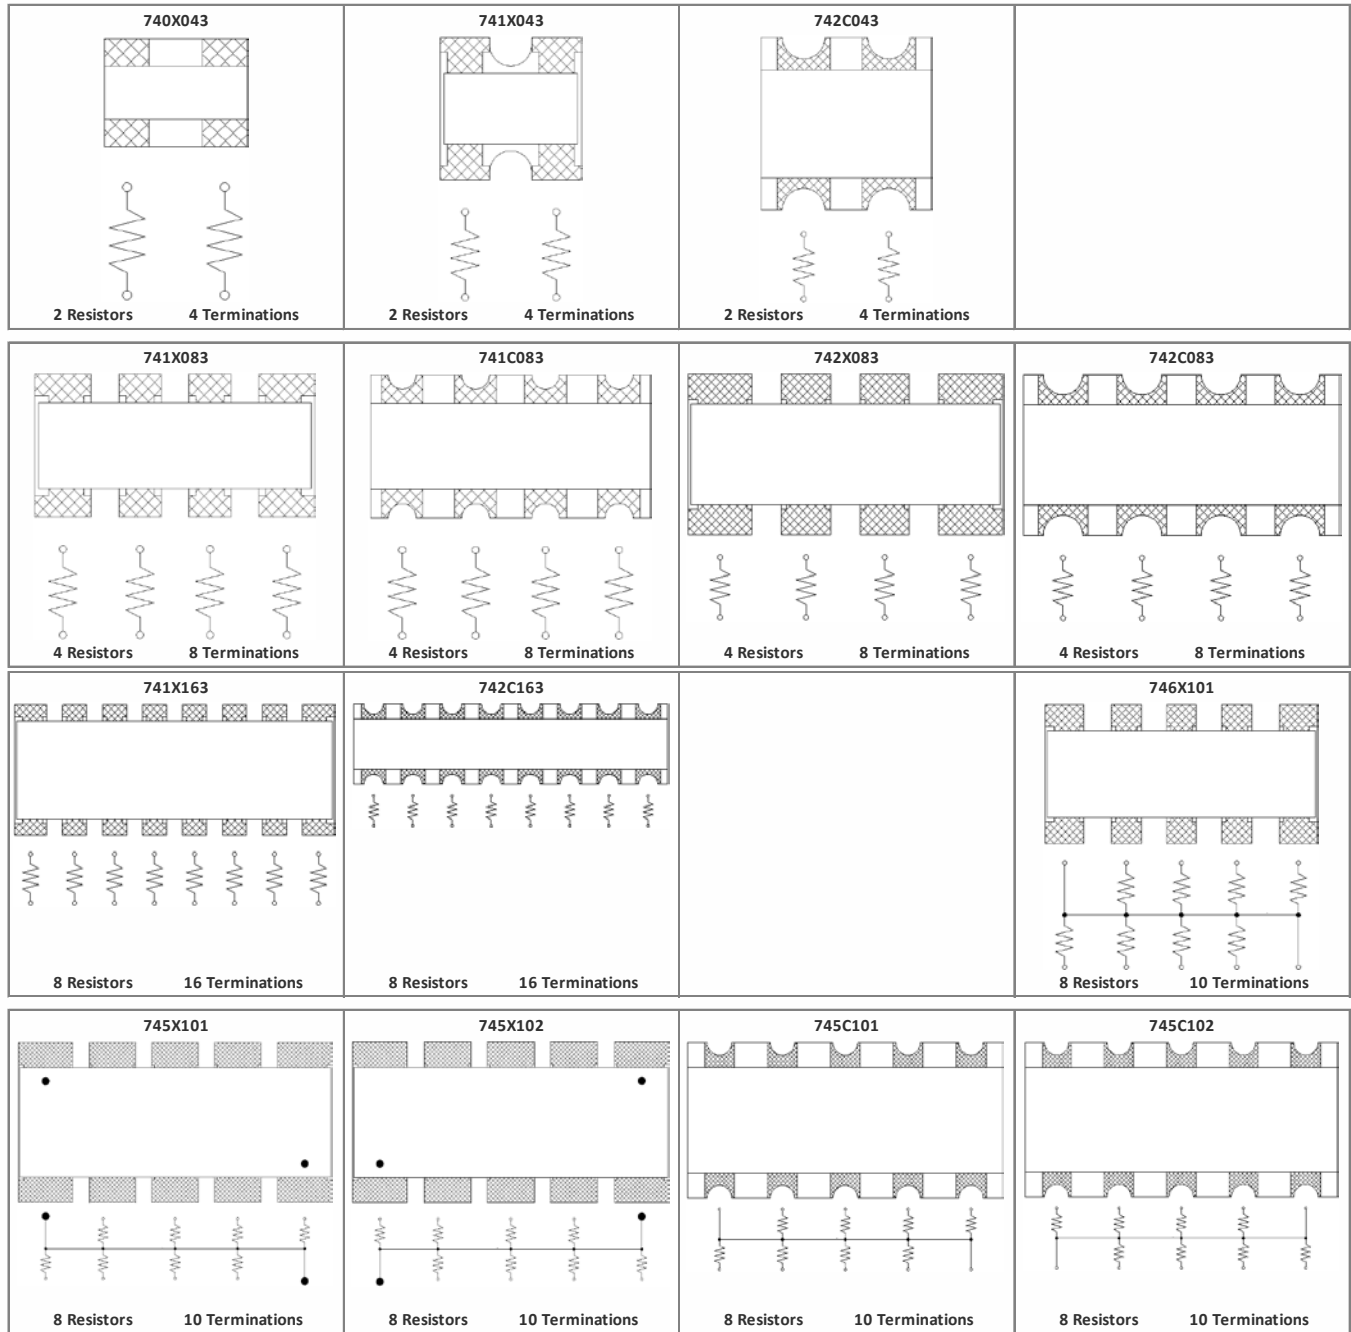 740X043 741X043 742C043
2 Resistors 4 Terminations 2 Resistors 4 Terminations 2 Resistors 4 Terminations
741X083 741C083 742X083 742C083
4 Resistors 8 Terminations 4 Resistors 8 Terminations 4 Resistors 8 Terminations 4 Resistors 8 Terminations
741X163 742C163 746X101
8 Resistors 16 Terminations 8 Resistors 16 Terminations 8 Resistors 10 Terminations
745X101 745X102 745C101 745C102
8 Resistors 10 Terminations 8 Resistors 10 Terminations 8 Resistors 10 Terminations 8 Resistors 10 Terminations